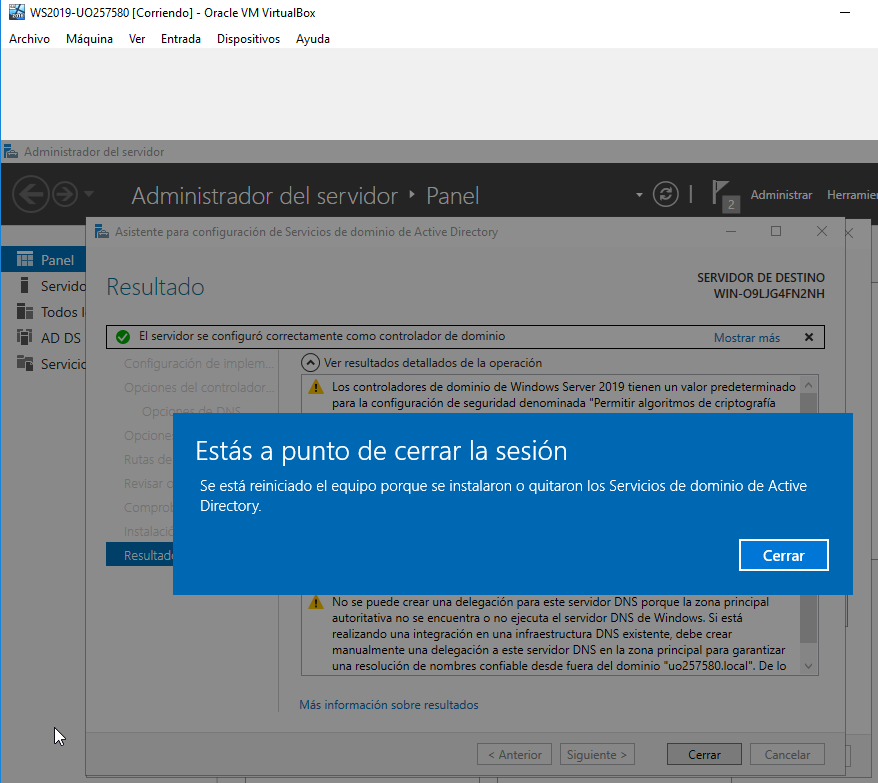 WS2019-UO257580 [Corriendo] - Oracle VM VirtualBox
Archivo Máquina Ver Entrada Dispositivos Ayuda
Administrador del servidor
Administrador del servidor Panel
2 Administrar
Asistente para configuración de Servicios de dominio de Active Directory
Panel
Todos
AD DS
Resultado
SERVIDOR DE DESTINO
WIN-O9LJG4FN2NH
El servidor se configuró correctamente como controlador de dominio Mostrar más
Configuración de implem...
Opciones del controlador...
Opciones de DNS
Ver resultados detallados de la operación
Los controladores de dominio de Windows Server 2019 tienen un valor predeterminado
para la configuración de seguridad denominada "Permitir algoritmos de criptografía
Estás a punto de cerrar la sesión
Se está reiniciado el equipo porque se instalaron o quitaron los Servicios de dominio de Active
Directory.
Cerrar
Rutas de
Revisar
Resultado
No se puede crear una delegación para este servidor DNS porque la zona principal
autoritativa no se encuentra o no ejecuta el servidor DNS de Windows. Si está
realizando una integración en una infraestructura DNS existente, debe crear
manualmente una delegación a este servidor DNS en la zona principal para garantizar
una resolución de nombres confiable desde fuera del dominio "uo257580.local". De lo
Más información sobre resultados
< Anterior Siguiente > Cerrar Cancelar